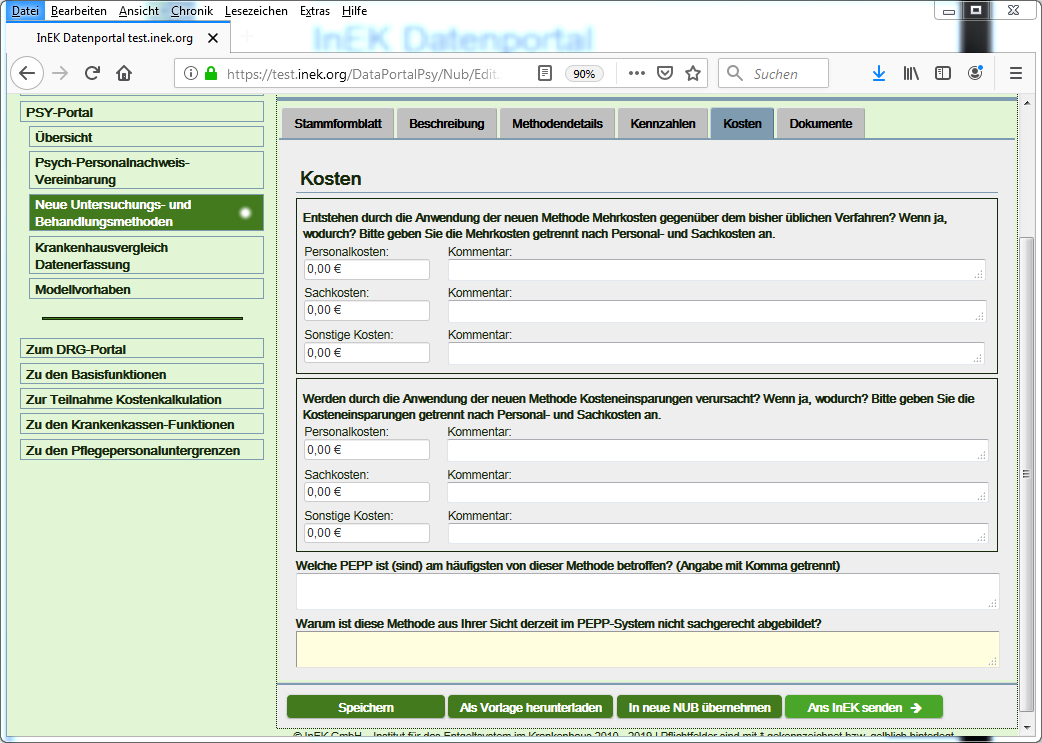 Datei Bearbeiten Ansicht Chronik Lesezeichen Extras Hilfe
InEK Datenportal
InEK Datenportal test.inek.org
https://test.inek.org/DataPortalPsy/Nub/Edit.
90%
Suchen
PSY-Portal
Übersicht
Psych-Personalnachweis-
Vereinbarung
Neue Untersuchungs- und
Behandlungsmethoden
Krankenhausvergleich
Datenerfassung
Modellvorhaben
Zum DRG-Portal
Zu den Basisfunktionen
Zur Teilnahme Kostenkalkulation
Zu den Krankenkassen-Funktionen
Zu den Pflegepersonaluntergrenzen
Stammformblatt Beschreibung Methodendetails Kennzahlen Kosten Dokumente
Kosten
Entstehen durch die Anwendung der neuen Methode Mehrkosten gegenüber dem bisher üblichen Verfahren? Wenn ja,
wodurch? Bitte geben Sie die Mehrkosten getrennt nach Personal- und Sachkosten an.
Personalkosten: Kommentar:
0,00 €
Sachkosten: Kommentar:
0,00 €
Sonstige Kosten: Kommentar:
0,00 €
Werden durch die Anwendung der neuen Methode Kosteneinsparungen verursacht? Wenn ja, wodurch? Bitte geben Sie die
Kosteneinsparungen getrennt nach Personal- und Sachkosten an.
Personalkosten: Kommentar:
0,00 €
Sachkosten: Kommentar:
0,00 €
Sonstige Kosten: Kommentar:
0,00 €
Welche PEPP ist (sind) am häufigsten von dieser Methode betroffen? (Angabe mit Komma getrennt)
Warum ist diese Methode aus Ihrer Sicht derzeit im PEPP-System nicht sachgerecht abgebildet?
Speichern Als Vorlage herunterladen In neue NUB übernehmen Ans InEK senden
© InEK GmbH - Institut für das Entgeltsystem im Krankenhaus 2010 - 2019 | Pflichtfelder sind mit * gekennzeichnet bzw. gelblich hinterlegt